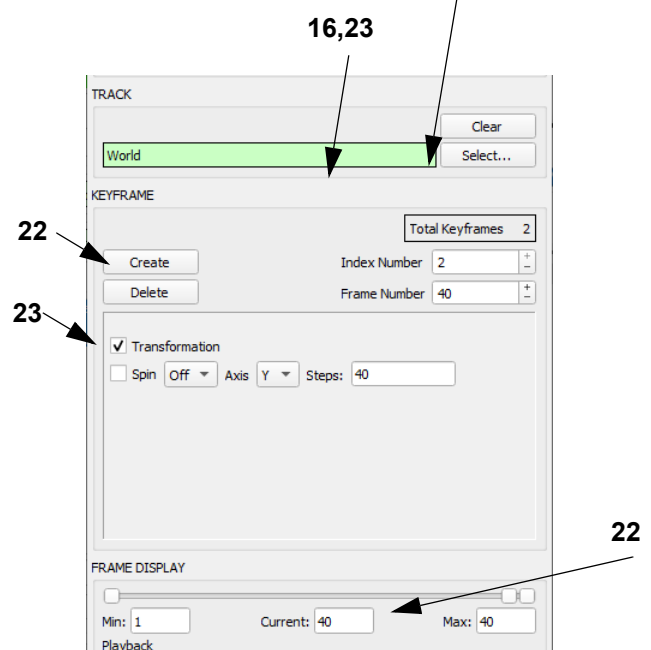 16,23
TRACK
Clear
World
Select...
KEYFRAME
Total Keyframes 2
22
Create
Index Number 2
Delete
Frame Number 40
23
Transformation
Spin Off Axis Y Steps: 40
22
FRAME DISPLAY
Min: 1 Current: 40 Max: 40
Playback